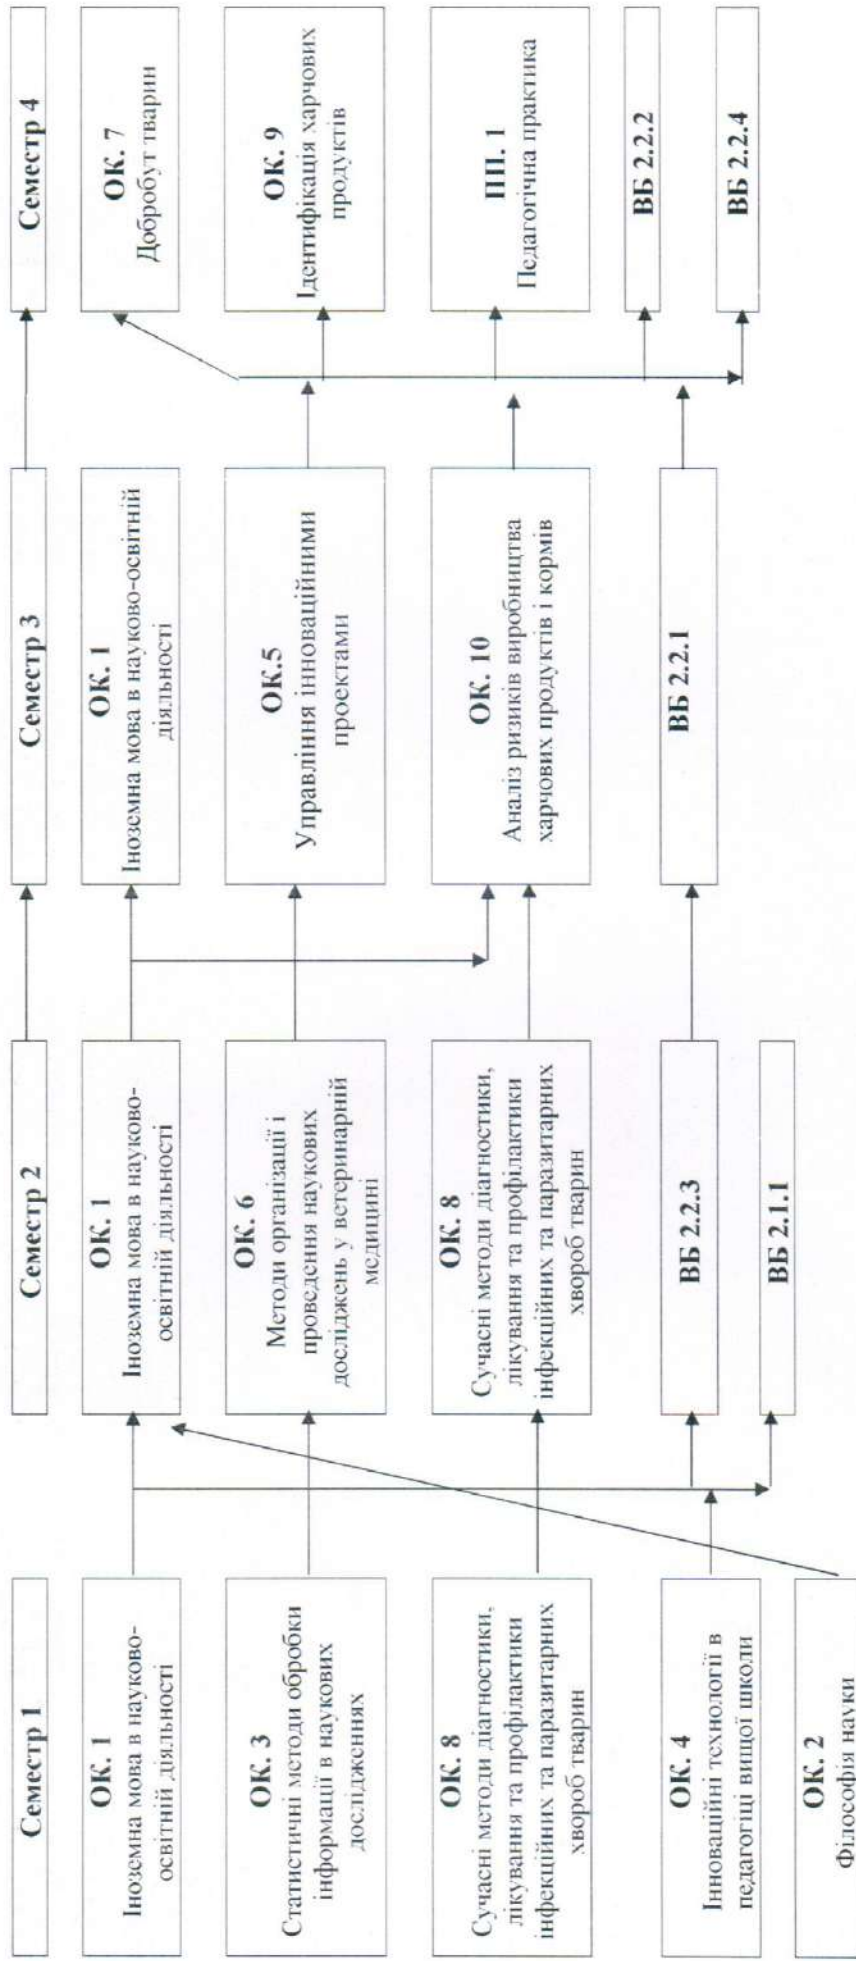 Семестр 1
ОК. 1
Іноземна мова в науково-
освітній діяльності
ОК. 3
Статистичні методи обробки
інформації в наукових
дослідженнях
ОК. 8
Сучасні методи діагностики,
лікування та профілактики
інфекційних та паразитарних
хвороб тварин
ОК. 4
Інноваційні технології в
педагогіці вищої школи
ОК. 2
Філософія науки
Семестр 2
ОК. 1
Іноземна мова в науково-
освітній діяльності
ОК. 6
Методи організації і
проведення наукових
досліджень у ветеринарній
медицині
ОК. 8
Сучасні методи діагностики,
лікування та профілактики
інфекційних та паразитарних
хвороб тварин
ВБ 2.2.3
ВБ 2.1.1
Семестр 3
ОК. 1
Іноземна мова в науково-освітній
діяльності
ОК.5
Управління інноваційними
проектами
ОК. 10
Аналіз ризиків виробництва
харчових продуктів і кормів
ВБ 2.2.1
Семестр 4
ОК. 7
Добробут тварин
ОК. 9
Ідентифікація харчових
продуктів
ПП. 1
Педагогічна практика
ВБ 2.2.2
ВБ 2.2.4